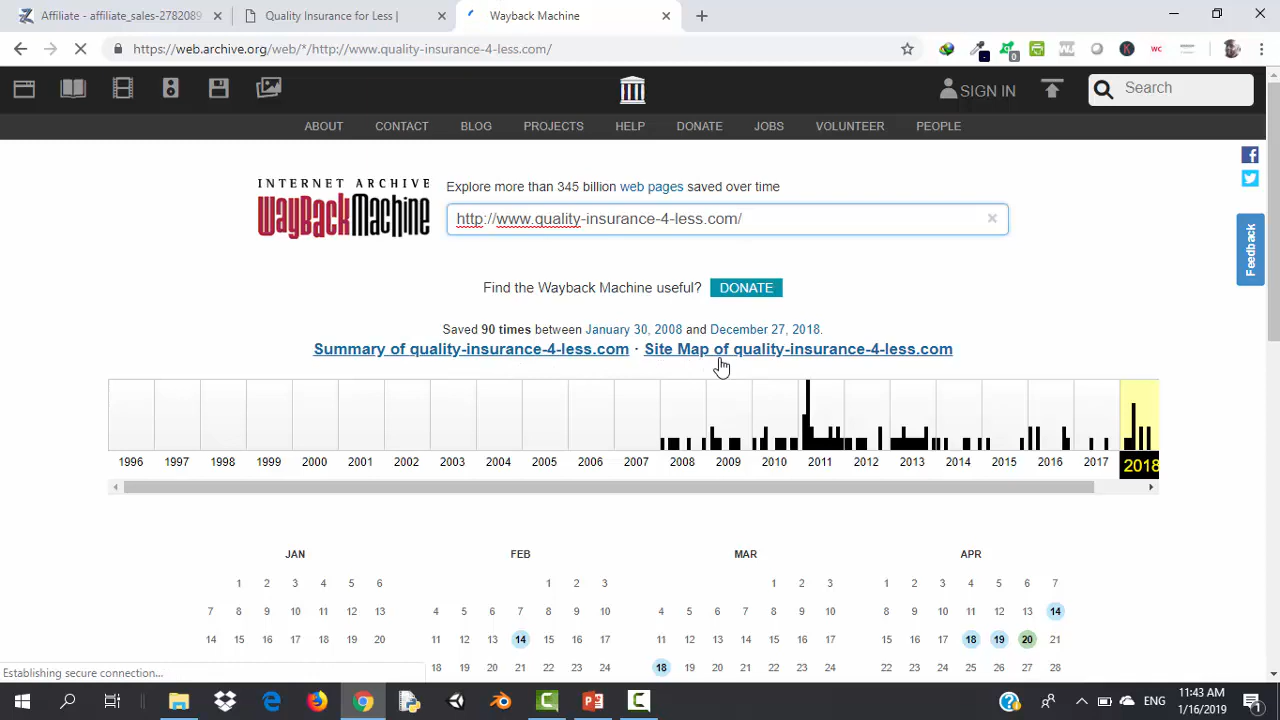 Affiliate - affiliate_sales-2782089
Quality Insurance for Less |
Wayback Machine
https://web.archive.org/web/*/http://www.quality-insurance-4-less.com/
SIGN IN
Search
ABOUT CONTACT BLOG PROJECTS HELP DONATE JOBS VOLUNTEER PEOPLE
INTERNET ARCHIVE
WayBackMachine
Explore more than 345 billion web pages saved over time
http://www.quality-insurance-4-less.com/
Feedback
Find the Wayback Machine useful? DONATE
Saved 90 times between January 30, 2008 and December 27, 2018.
Summary of quality-insurance-4-less.com · Site Map of quality-insurance-4-less.com
1996 1997 1998 1999 2000 2001 2002 2003 2004 2005 2006 2007 2008 2009 2010 2011 2012 2013 2014 2015 2016 2017 2018
JAN FEB MAR APR
1 2 3 4 5 6 1 2 3 1 2 3 1 2 3 4 5 6 7
7 8 9 10 11 12 13 4 5 6 7 8 9 10 4 5 6 7 8 9 10 8 9 10 11 12 13 14
14 15 16 17 18 19 20 11 12 13 14 15 16 17 11 12 13 14 15 16 17 15 16 17 18 19 20 21
18 19 20 21 22 23 24 18 19 20 21 22 23 24 22 23 24 25 26 27 28
Establishing secure connection...
ENG
11:43 AM
1/16/2019